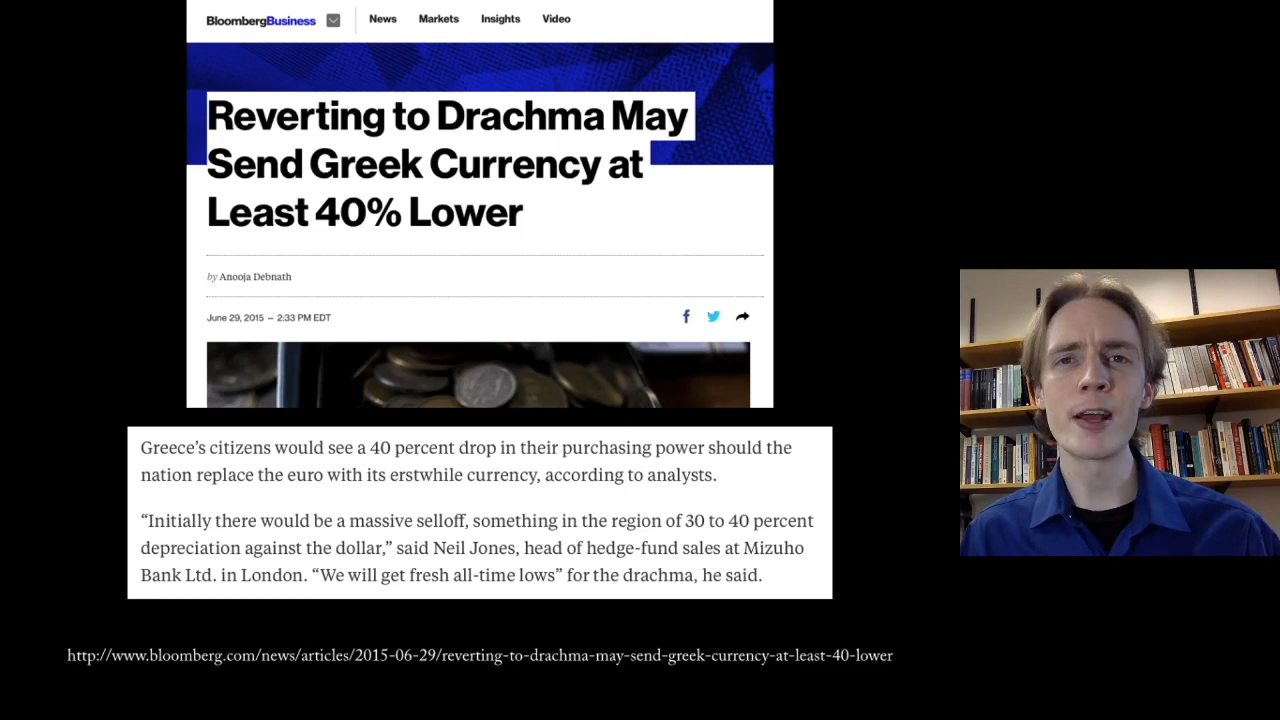 BloombergBusiness News Markets Insights Video
Reverting to Drachma May
Send Greek Currency at
Least 40% Lower
by Anooja Debnath
June 29, 2015 – 2:33 PM EDT
Greece’s citizens would see a 40 percent drop in their purchasing power should the
nation replace the euro with its erstwhile currency, according to analysts.
“Initially there would be a massive selloff, something in the region of 30 to 40 percent
depreciation against the dollar,” said Neil Jones, head of hedge-fund sales at Mizuho
Bank Ltd. in London. “We will get fresh all-time lows” for the drachma, he said.
http://www.bloomberg.com/news/articles/2015-06-29/reverting-to-drachma-may-send-greek-currency-at-least-40-lower